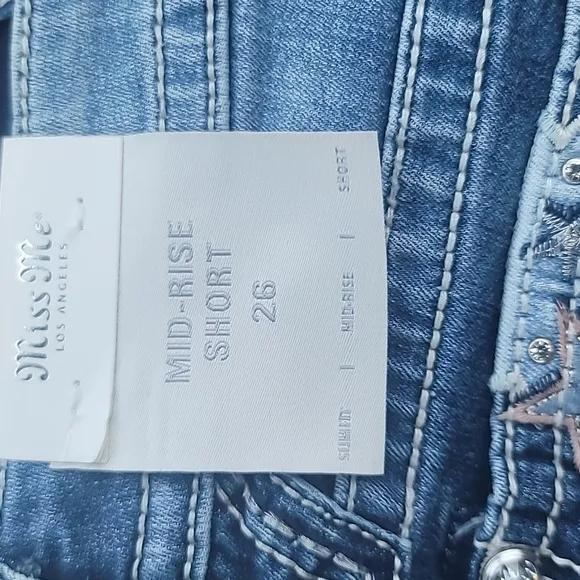 Miss Me
LOS ANGELES
MID-RISE
SHORT
26
MID-RISE | SHORT